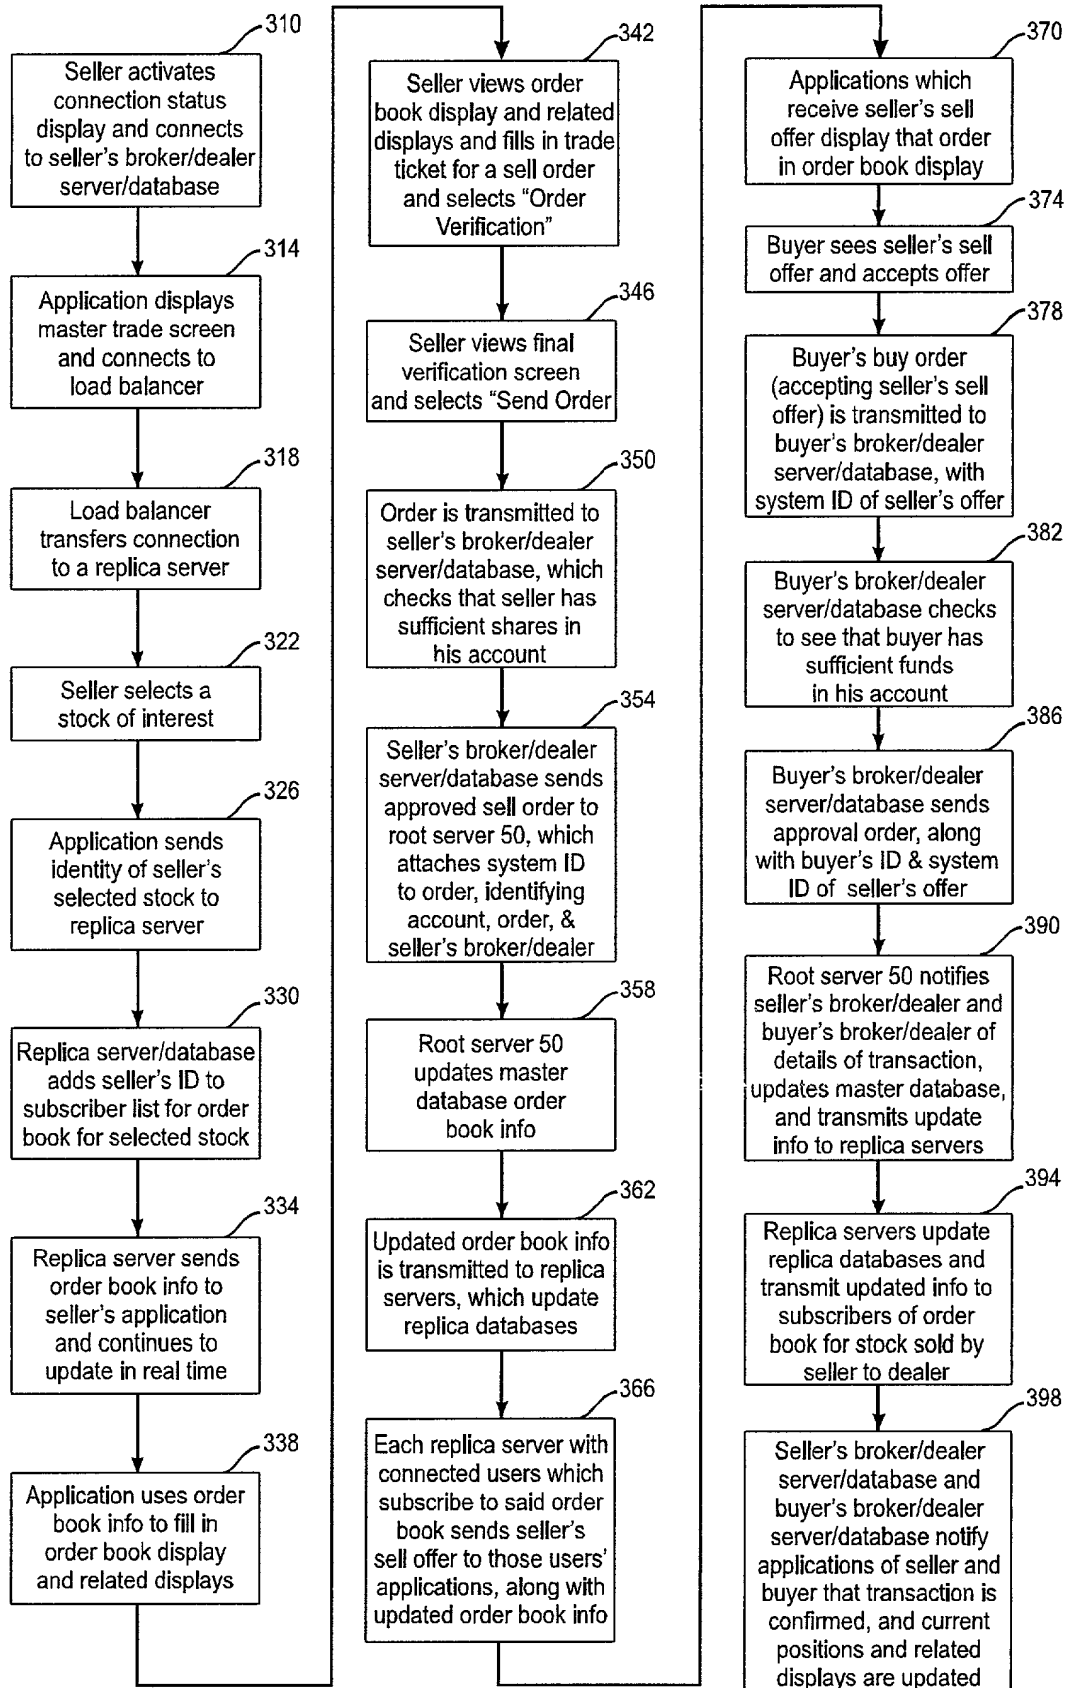 310
Seller activates
connection status
display and connects
to seller's broker/dealer
server/database
314
Application displays
master trade screen
and connects to
load balancer
318
Load balancer
transfers connection
to a replica server
322
Seller selects a
stock of interest
326
Application sends
identity of seller's
selected stock to
replica server
330
Replica server/database
adds seller's ID to
subscriber list for order
book for selected stock
334
Replica server sends
order book info to
seller's application
and continues to
update in real time
338
Application uses order
book info to fill in
order book display
and related displays
342
Seller views order
book display and related
displays and fills in trade
ticket for a sell order
and selects “Order
Verification”
346
Seller views final
verification screen
and selects “Send Order
350
Order is transmitted to
seller's broker/dealer
server/database, which
checks that seller has
sufficient shares in
his account
354
Seller's broker/dealer
server/database sends
approved sell order to
root server 50, which
attaches system ID
to order, identifying
account, order, &
seller's broker/dealer
358
Root server 50
updates master
database order
book info
362
Updated order book info
is transmitted to replica
servers, which update
replica databases
366
Each replica server with
connected users which
subscribe to said order
book sends seller's
sell offer to those users'
applications, along with
updated order book info
370
Applications which
receive seller's sell
offer display that order
in order book display
374
Buyer sees seller's sell
offer and accepts offer
378
Buyer's buy order
(accepting seller's sell
offer) is transmitted to
buyer's broker/dealer
server/database, with
system ID of seller's offer
382
Buyer's broker/dealer
server/database checks
to see that buyer has
sufficient funds
in his account
386
Buyer's broker/dealer
server/database sends
approval order, along
with buyer's ID & system
ID of seller's offer
390
Root server 50 notifies
seller's broker/dealer and
buyer's broker/dealer of
details of transaction,
updates master database,
and transmits update
info to replica servers
394
Replica servers update
replica databases and
transmit updated info to
subscribers of order
book for stock sold by
seller to dealer
398
Seller's broker/dealer
server/database and
buyer's broker/dealer
server/database notify
applications of seller and
buyer that transaction is
confirmed, and current
positions and related
displays are updated